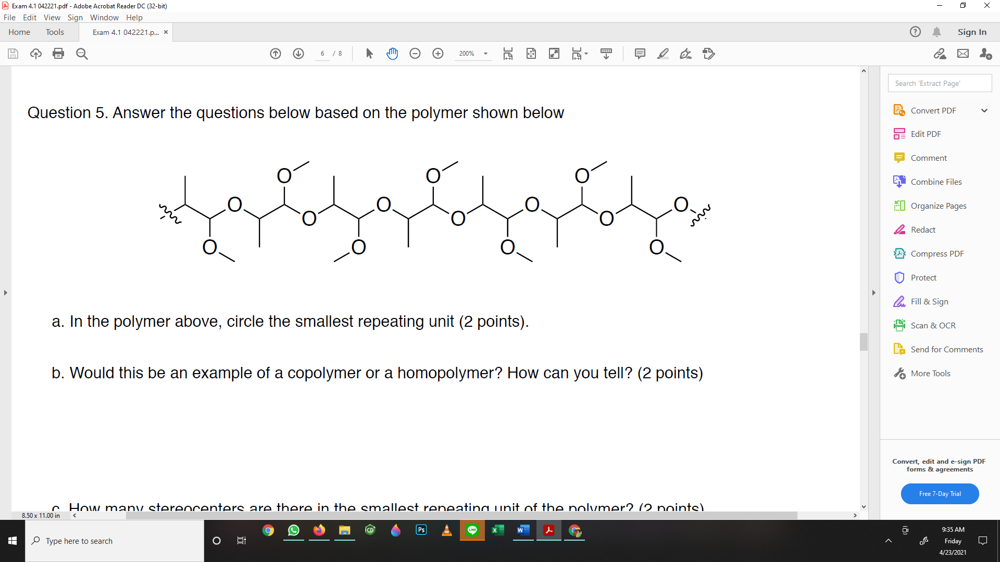 Exam 4.1 042221.pdf - Adobe Acrobat Reader DC (32-bit)
File Edit View Sign Window Help
Home Tools Exam 4.1 042221.p... × ? Sign In
6 / 8 200%
Search 'Extract Page'
Convert PDF
Edit PDF
Comment
Combine Files
Organize Pages
Redact
Compress PDF
Protect
Fill & Sign
Scan & OCR
Send for Comments
More Tools
Convert, edit and e-sign PDF
forms & agreements
Free 7-Day Trial
Question 5. Answer the questions below based on the polymer shown below
O O O
O O O O
O O O
O O O O
a. In the polymer above, circle the smallest repeating unit (2 points).
b. Would this be an example of a copolymer or a homopolymer? How can you tell? (2 points)
c. How many stereocenters are there in the smallest repeating unit of the polymer? (2 points)
8.50 x 11.00 in
Type here to search
CD Ps LINE X W
9:35 AM
Friday
4/23/2021